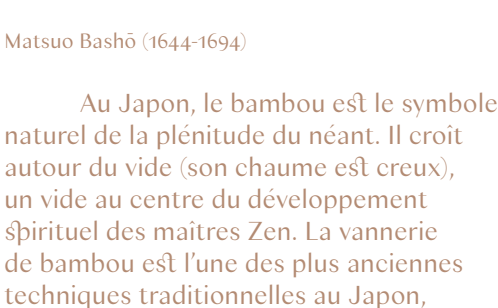 Matsuo Bashō (1644-1694)
Au Japon, le bambou est le symbole
naturel de la plénitude du néant. Il croît
autour du vide (son chaume est creux),
un vide au centre du développement
spirituel des maîtres Zen. La vannerie
de bambou est l’une des plus anciennes
techniques traditionnelles au Japon,